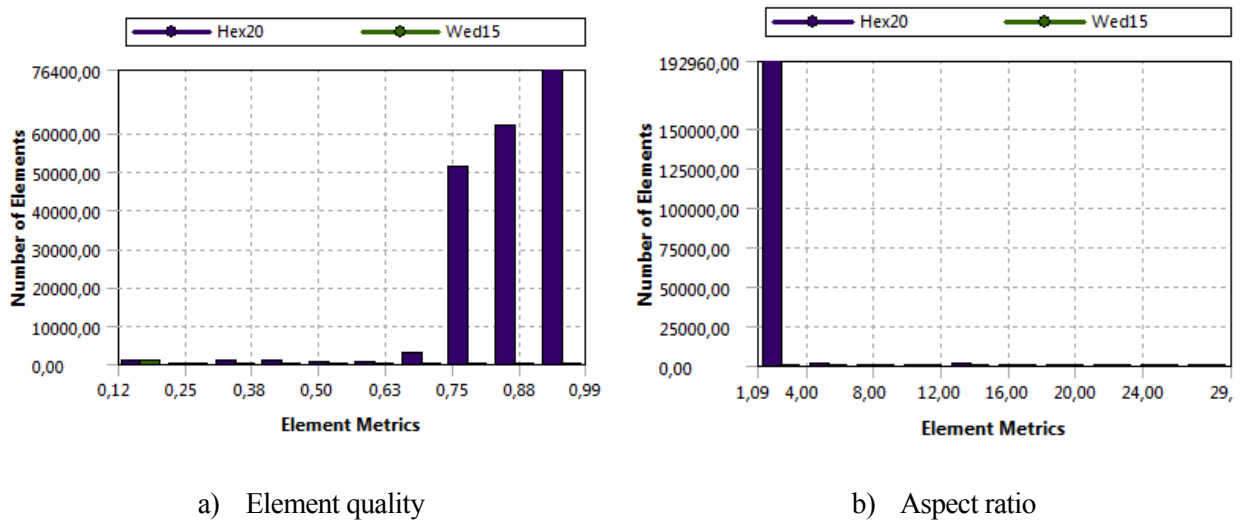 Hex20 Wed15
76400,00
60000,00
50000,00
40000,00
30000,00
20000,00
10000,00
0,00
Number of Elements
0,12 0,25 0,38 0,50 0,63 0,75 0,88 0,99
Element Metrics
a) Element quality
Hex20 Wed15
192960,00
150000,00
125000,00
100000,00
75000,00
50000,00
25000,00
0,00
Number of Elements
1,09 4,00 8,00 12,00 16,00 20,00 24,00 29,
Element Metrics
b) Aspect ratio